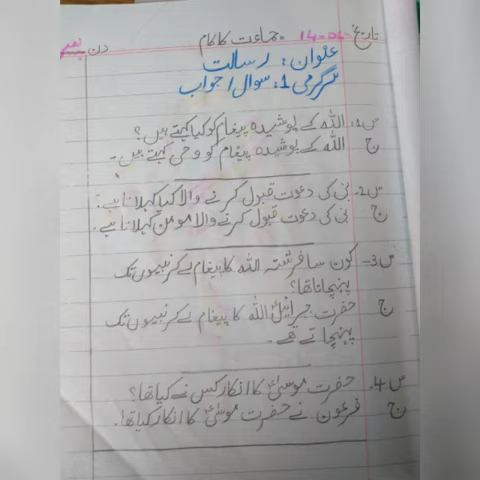 تاریخ 14-04 جماعت کا کام دن پیر
عنوان: رسالت
سرگرمی 1: سوال / جواب
س1: اللہ کے پوشیدہ پیغام کو کیا کہتے ہیں؟
ج اللہ کے پوشیدہ پیغام کو وحی کہتے ہیں۔
س2۔ نبی کی دعوت قبول کرنے والا کیا کہلاتا ہے؟
ج نبی کی دعوت قبول کرنے والا مومن کہلاتا ہے۔
س3۔ کون سا فرشتہ اللہ کا پیغام لے کر نبیوں تک
پہنچاتا تھا؟
ج حضرت جبرائیلؑ اللہ کا پیغام لے کر نبیوں تک
پہنچاتے تھے۔
س4۔ حضرت موسیٰؑ کا انکار کس نے کیا تھا؟
ج فرعون نے حضرت موسیٰؑ کا انکار کیا تھا۔